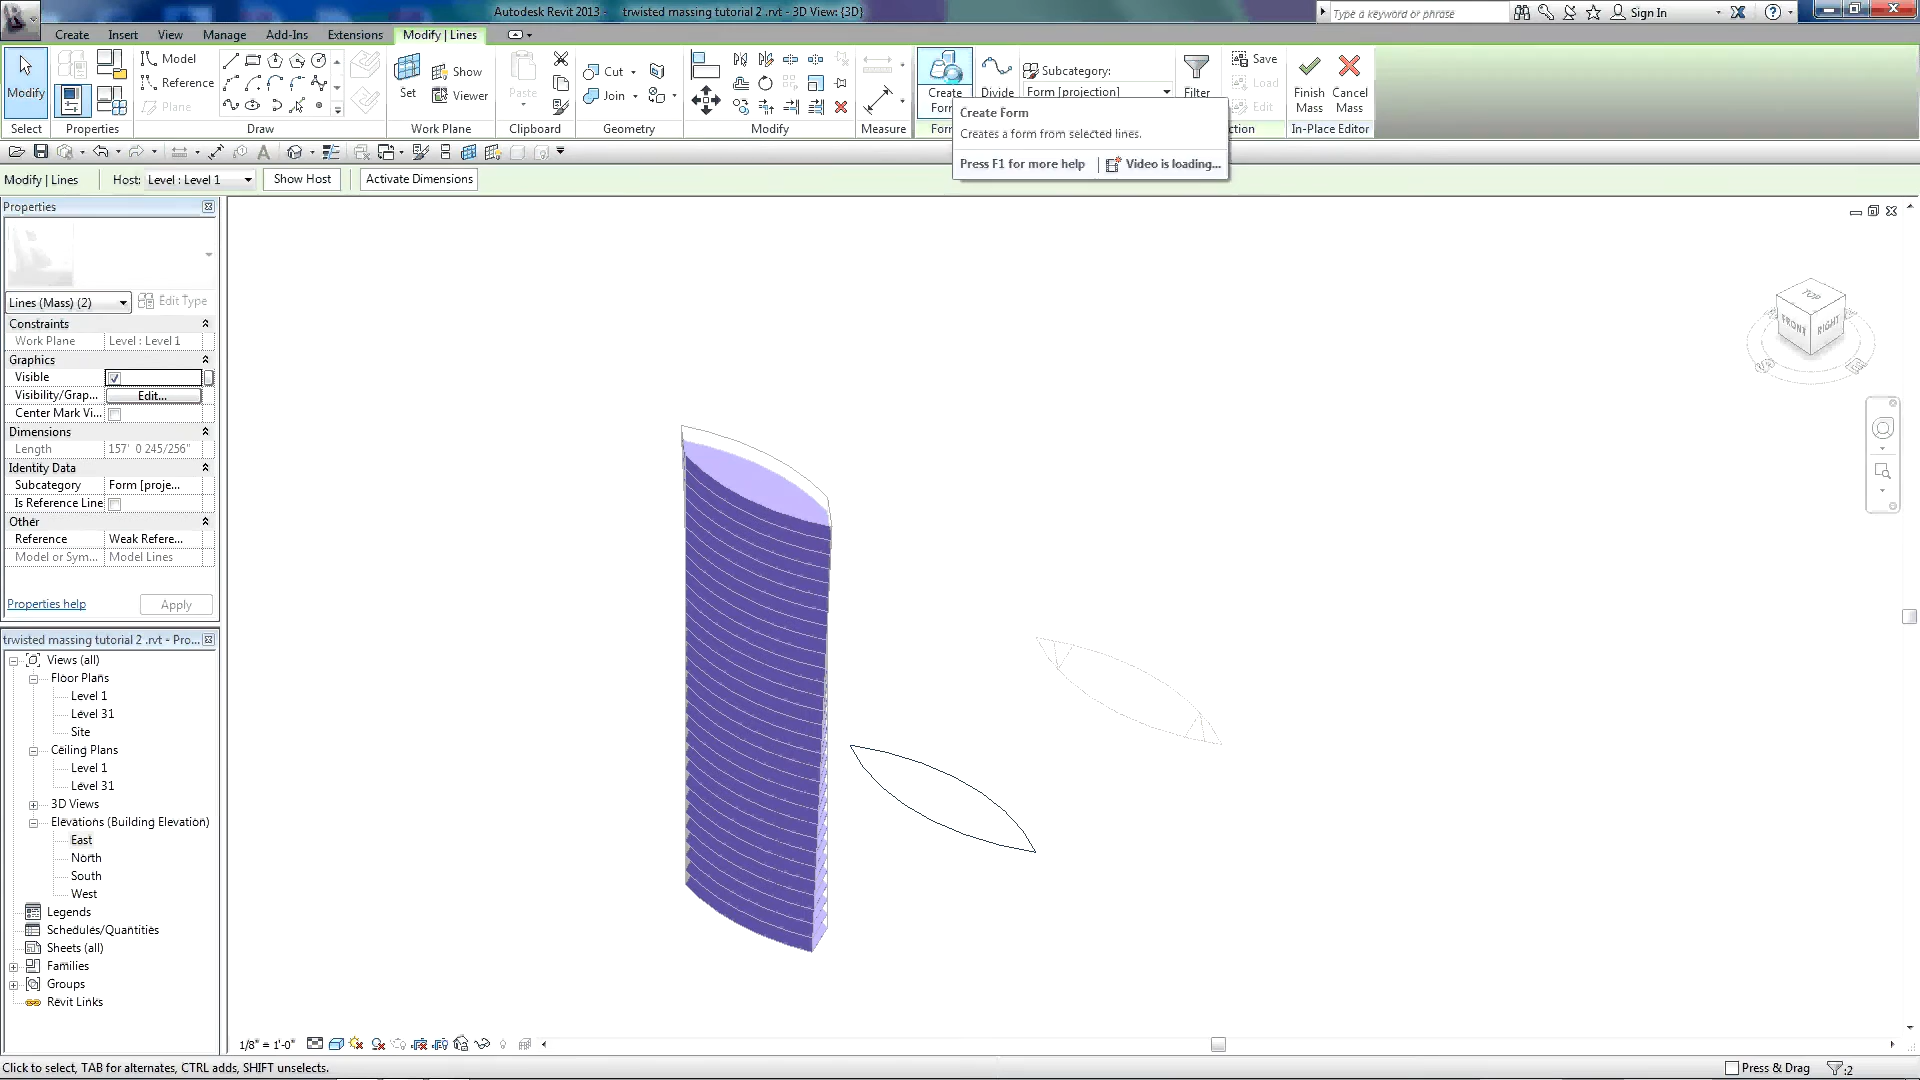 Autodesk Revit 2013 - trwisted massing tutorial 2 .rvt - 3D View: {3D}
Type a keyword or phrase
Sign In
Create Insert View Manage Add-Ins Extensions Modify | Lines
Modify
Model
Reference
Plane
Set
Show
Viewer
Paste
Cut
Join
Create
Form
Divide
Subcategory:
Form [projection]
Filter
Save
Load
Edit
Finish
Mass
Cancel
Mass
Select Properties Draw Work Plane Clipboard Geometry Modify Measure In-Place Editor
Create Form
Creates a form from selected lines.
Press F1 for more help | Video is loading...
Modify | Lines Host: Level : Level 1 Show Host Activate Dimensions
Properties
Lines (Mass) (2) Edit Type
Constraints
Work Plane Level : Level 1
Graphics
Visible
Visibility/Grap... Edit...
Center Mark Vi...
Dimensions
Length 157' 0 245/256"
Identity Data
Subcategory Form [proje...
Is Reference Line
Other
Reference Weak Refere...
Model or Sym... Model Lines
Properties help Apply
trwisted massing tutorial 2 .rvt - Pro...
Views (all)
Floor Plans
Level 1
Level 31
Site
Ceiling Plans
Level 1
Level 31
3D Views
Elevations (Building Elevation)
East
North
South
West
Legends
Schedules/Quantities
Sheets (all)
Families
Groups
Revit Links
TOP
FRONT
RIGHT
1/8" = 1'-0"
Click to select, TAB for alternates, CTRL adds, SHIFT unselects.
Press & Drag
:2